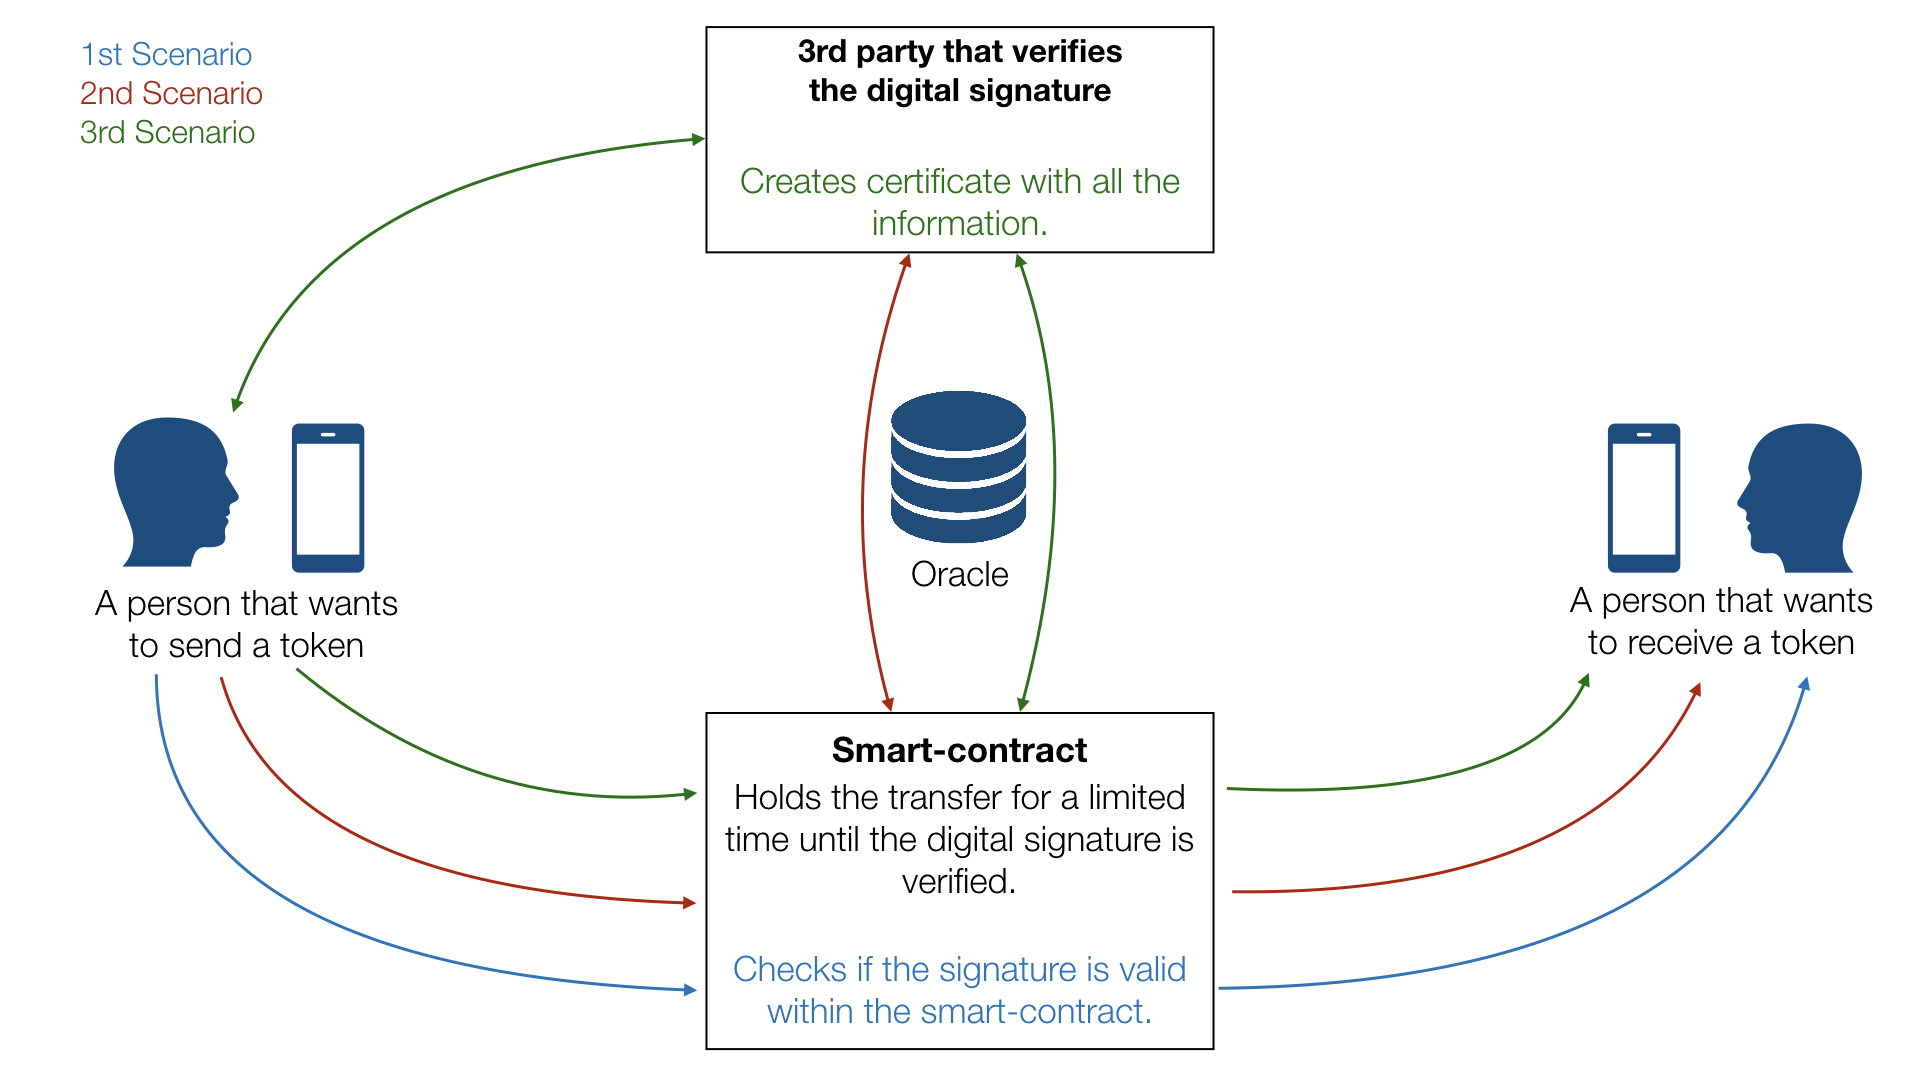 1st Scenario
2nd Scenario
3rd Scenario
3rd party that verifies
the digital signature
Creates certificate with all the
information.
Oracle
A person that wants
to send a token
A person that wants
to receive a token
Smart-contract
Holds the transfer for a limited
time until the digital signature is
verified.
Checks if the signature is valid
within the smart-contract.